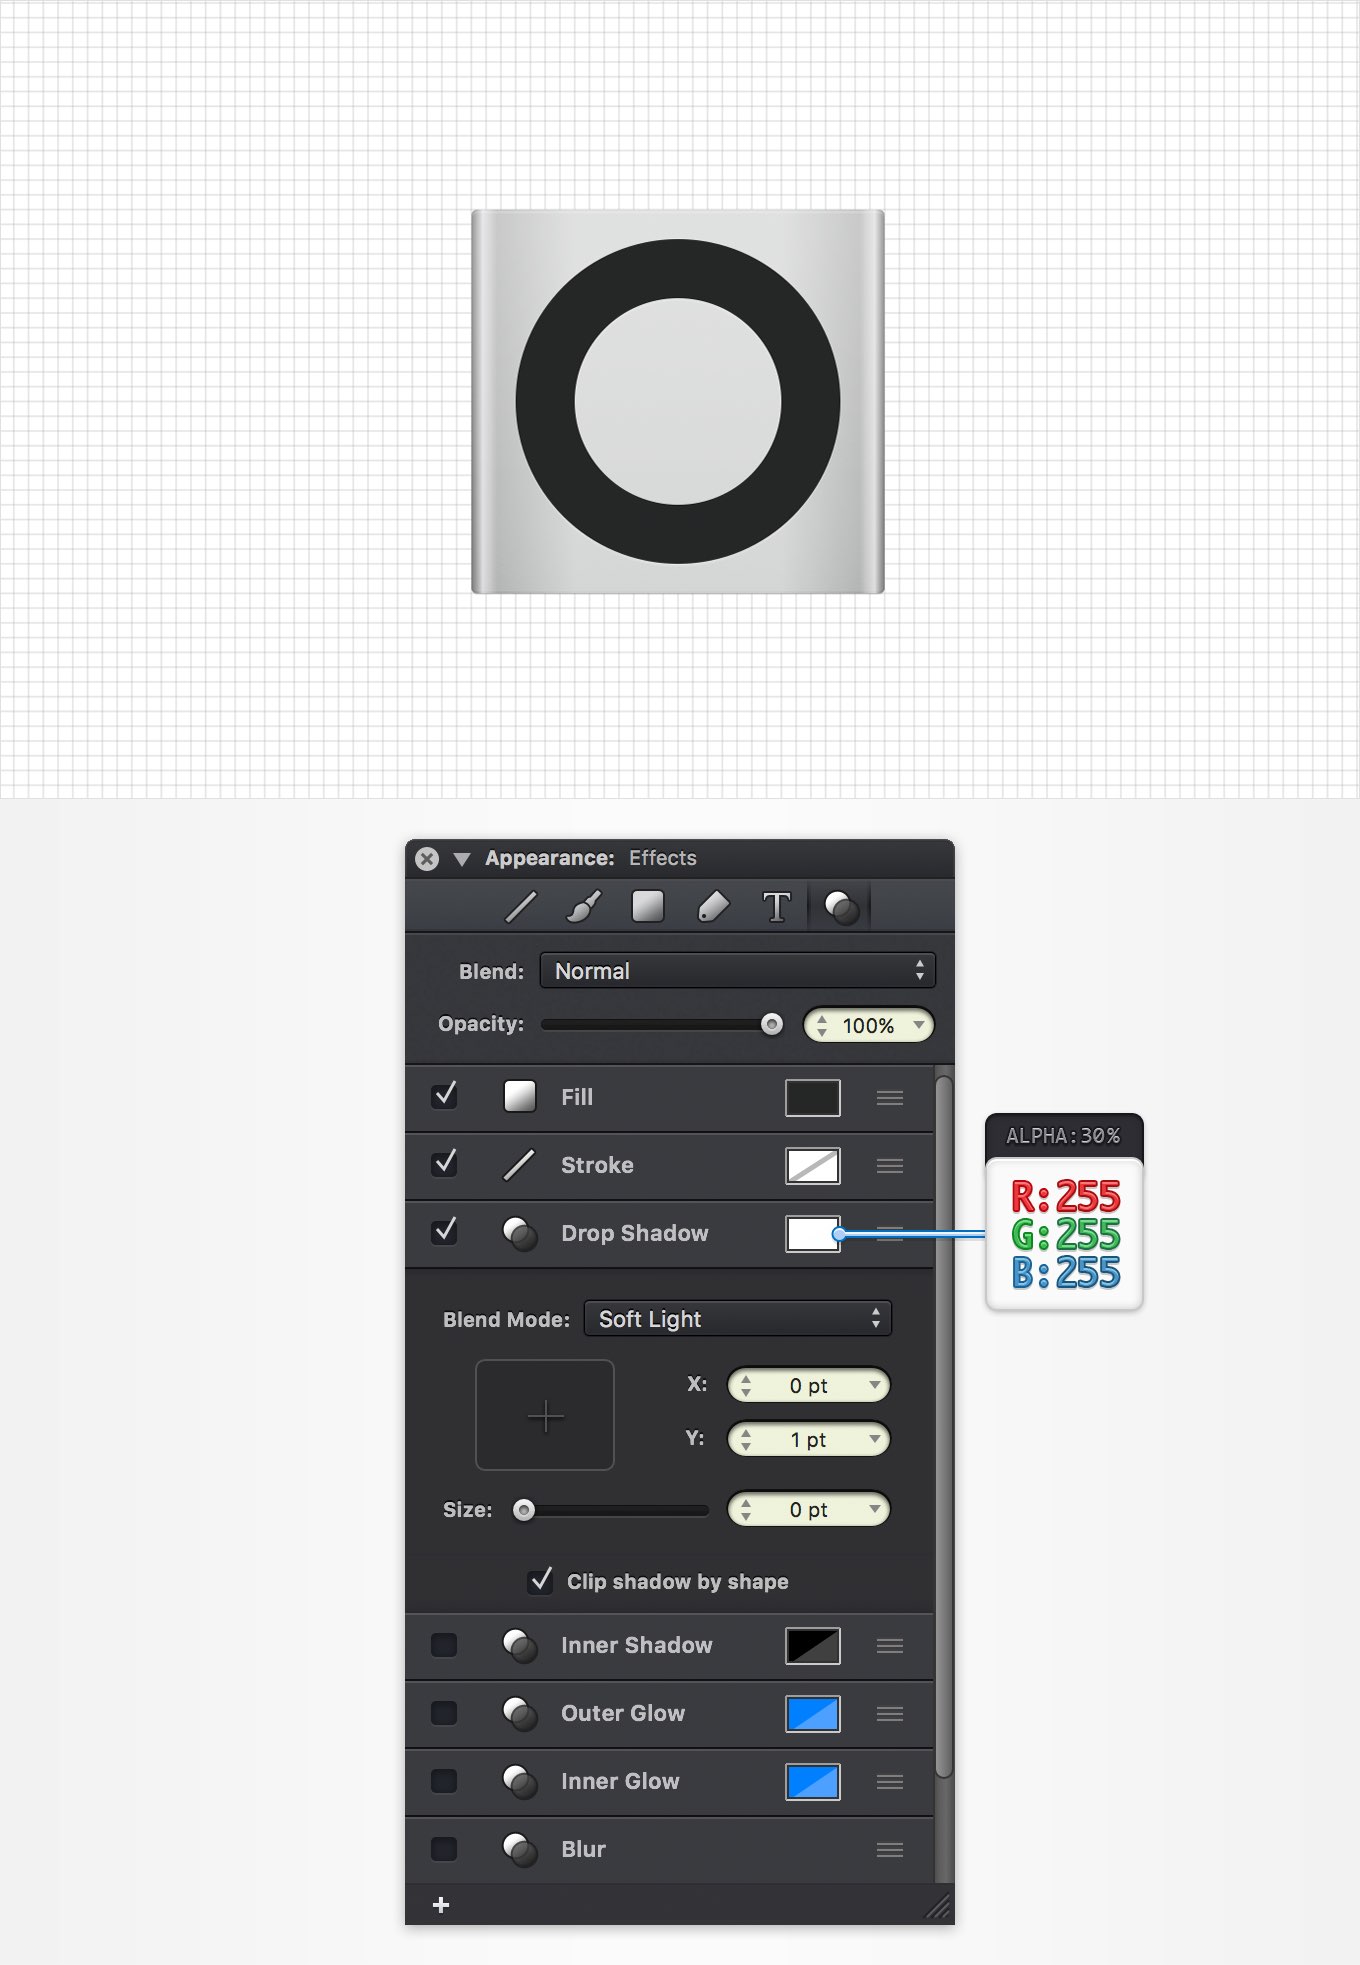 Appearance: Effects
T
Blend: Normal
Opacity: 100%
Fill
ALPHA:30%
Stroke
R:255
Drop Shadow
G:255
B:255
Blend Mode: Soft Light
X: 0 pt
Y: 1 pt
Size: 0 pt
Clip shadow by shape
Inner Shadow
Outer Glow
Inner Glow
Blur
+